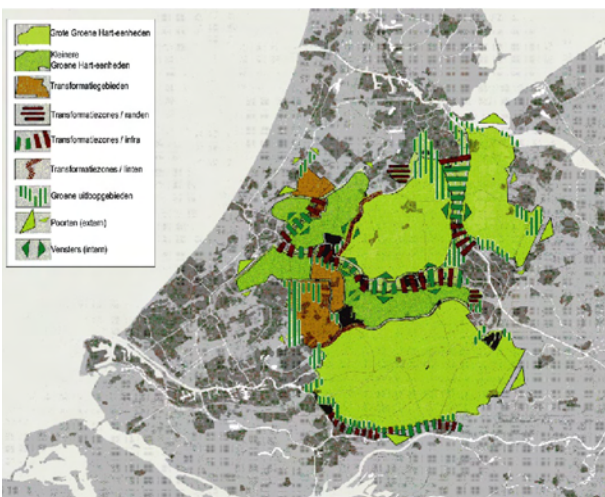 Grote Groene Hart-eenheden
Kleinere
Groene Hart-eenheden
Transformatiegebieden
Transformatiezones / randen
Transformatiezones / infra
Transformatiezones / linten
Groene uitloopgebieden
Poorten (extern)
Vensters (intern)